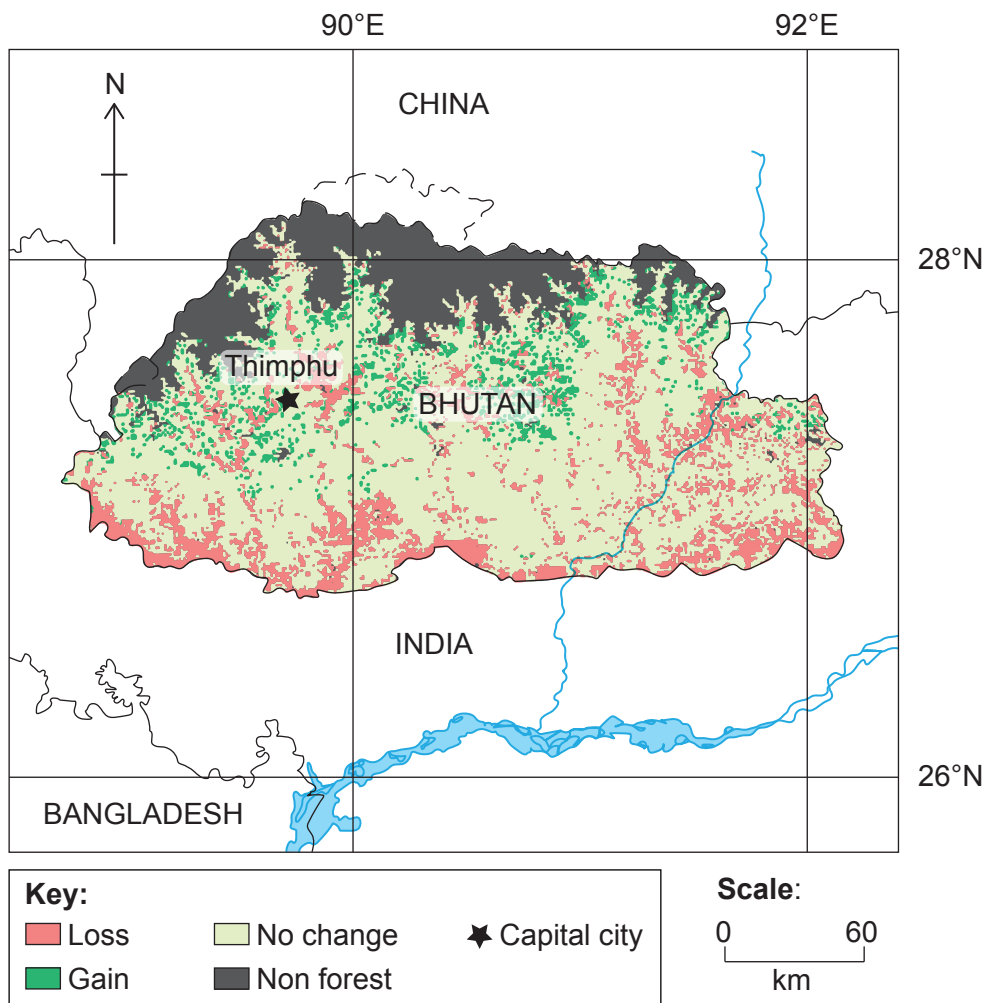 90°E
92°E
N
CHINA
28°N
Thimphu
BHUTAN
INDIA
26°N
BANGLADESH
Key:
Loss
No change
Capital city
Gain
Non forest
Scale:
0
60
km